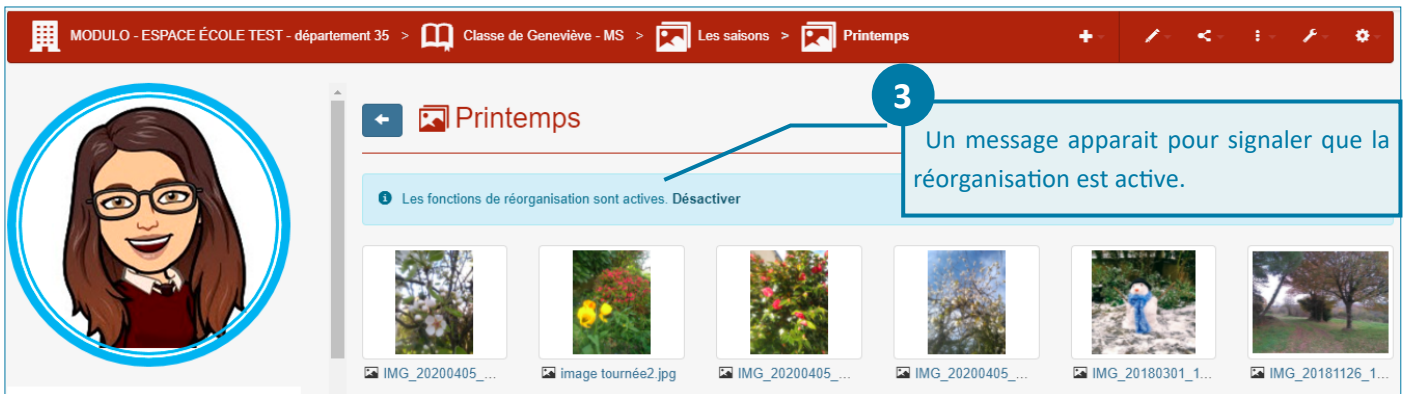 MODULO - ESPACE ÉCOLE TEST - département 35 > Classe de Geneviève - MS > Les saisons > Printemps
Printemps
3
Un message apparait pour signaler que la
réorganisation est active.
Les fonctions de réorganisation sont actives. Désactiver
IMG_20200405_...
image tournée2.jpg
IMG_20200405_...
IMG_20200405_...
IMG_20180301_1...
IMG_20181126_1...